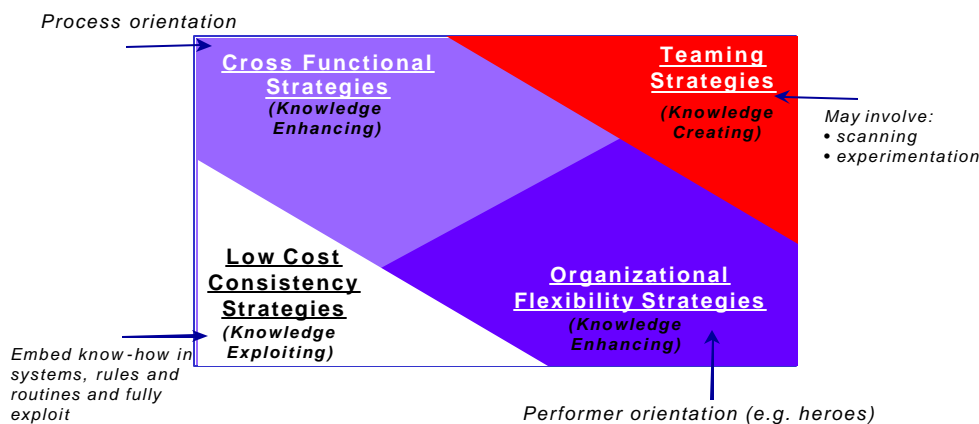 Process orientation
Cross Functional
Strategies
(Knowledge
Enhancing)
Teaming
Strategies
(Knowledge
Creating)
May involve:
• scanning
• experimentation
Low Cost
Consistency
Strategies
(Knowledge
Exploiting)
Organizational
Flexibility Strategies
(Knowledge
Enhancing)
Embed know-how in
systems, rules and
routines and fully
exploit
Performer orientation (e.g. heroes)